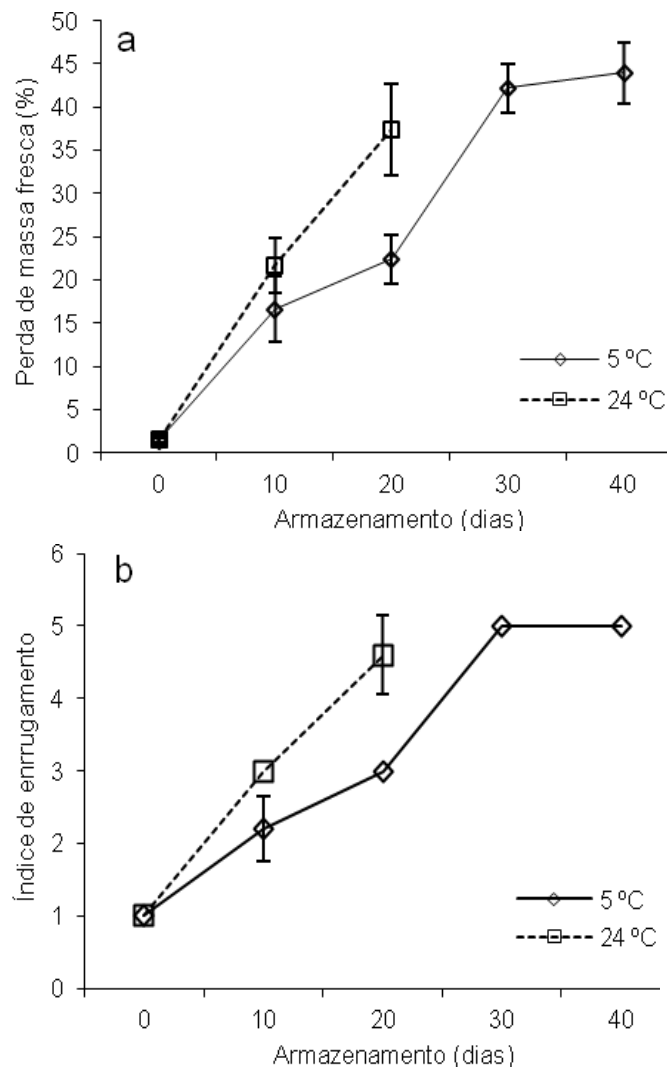 a
Perda de massa fresca (%)
50
45
40
35
30
25
20
15
10
5
0
5 ºC
24 ºC
0 10 20 30 40
Armazenamento (dias)
b
Índice de enrrugamento
6
5
4
3
2
1
0
5 ºC
24 ºC
0 10 20 30 40
Armazenamento (dias)